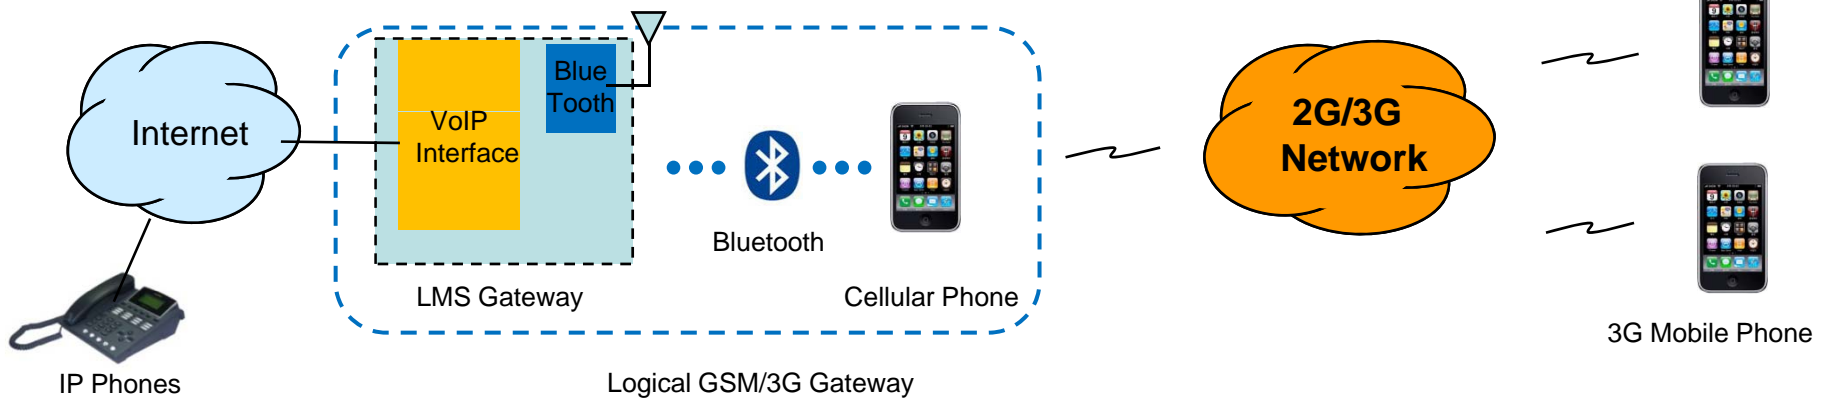 Internet
VoIP
Interface
Blue
Tooth
2G/3G
Network
Bluetooth
LMS Gateway
Cellular Phone
3G Mobile Phone
IP Phones
Logical GSM/3G Gateway